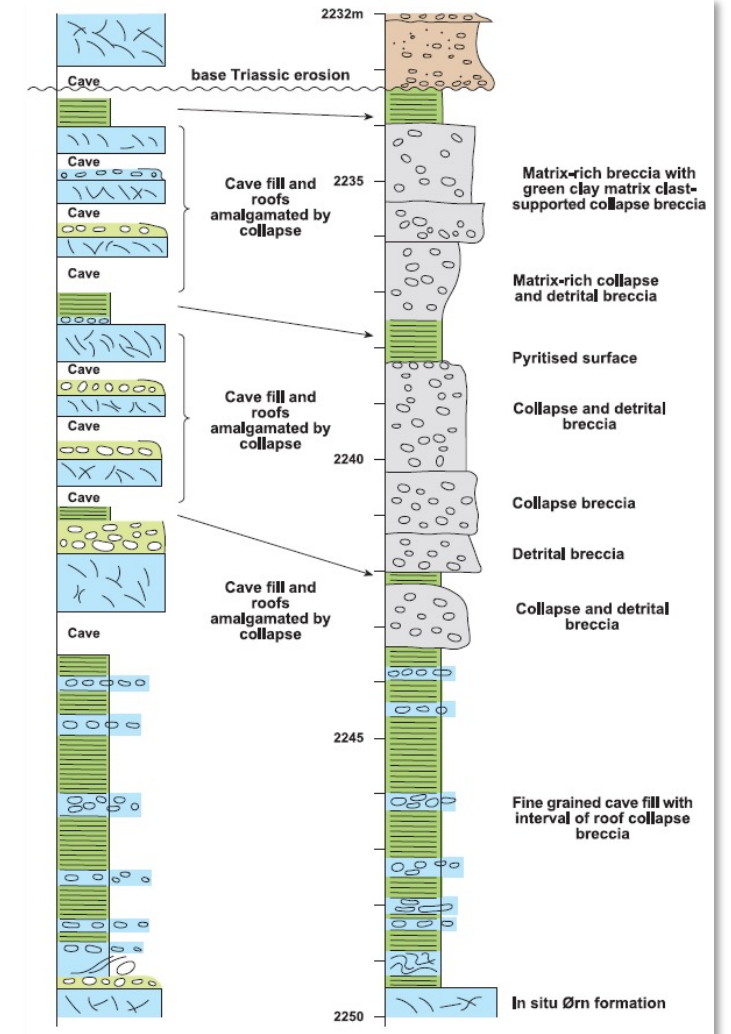 2232m
Cave
base Triassic erosion
Cave
Cave
Cave
Cave fill and
roofs
amalgamated by
collapse
2235
Matrix-rich breccia with
green clay matrix clast-
supported collapse breccia
Matrix-rich collapse
and detrital breccia
Pyritised surface
Cave
Cave
Cave
Cave fill and
roofs
amalgamated by
collapse
Collapse and detrital
breccia
2240
Collapse breccia
Detrital breccia
Cave
Cave fill and
roofs
amalgamated by
collapse
Collapse and detrital
breccia
2245
Fine grained cave fill with
interval of roof collapse
breccia
In situ Ørn formation
2250